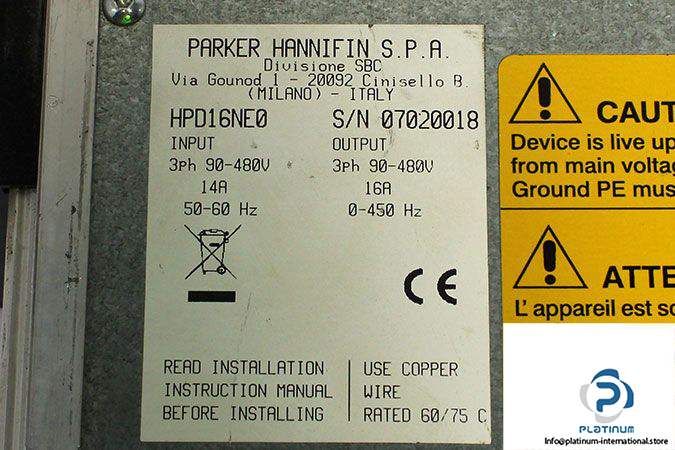 PARKER HANNIFIN S.P.A.
Divisione SBC
Via Gounod 1 - 20092 Cinisello B.
(MILANO) - ITALY
HPD16NE0 S/N 07020018
INPUT OUTPUT
3Ph 90-480V 3Ph 90-480V
14A 16A
50-60 Hz 0-450 Hz
CE
READ INSTALLATION USE COPPER
INSTRUCTION MANUAL WIRE
BEFORE INSTALLING RATED 60/75 C
CAUT
Device is live up
from main voltag
Ground PE mus
ATTE
L'appareil est so
PLATINUM
Info@platinum-international.store